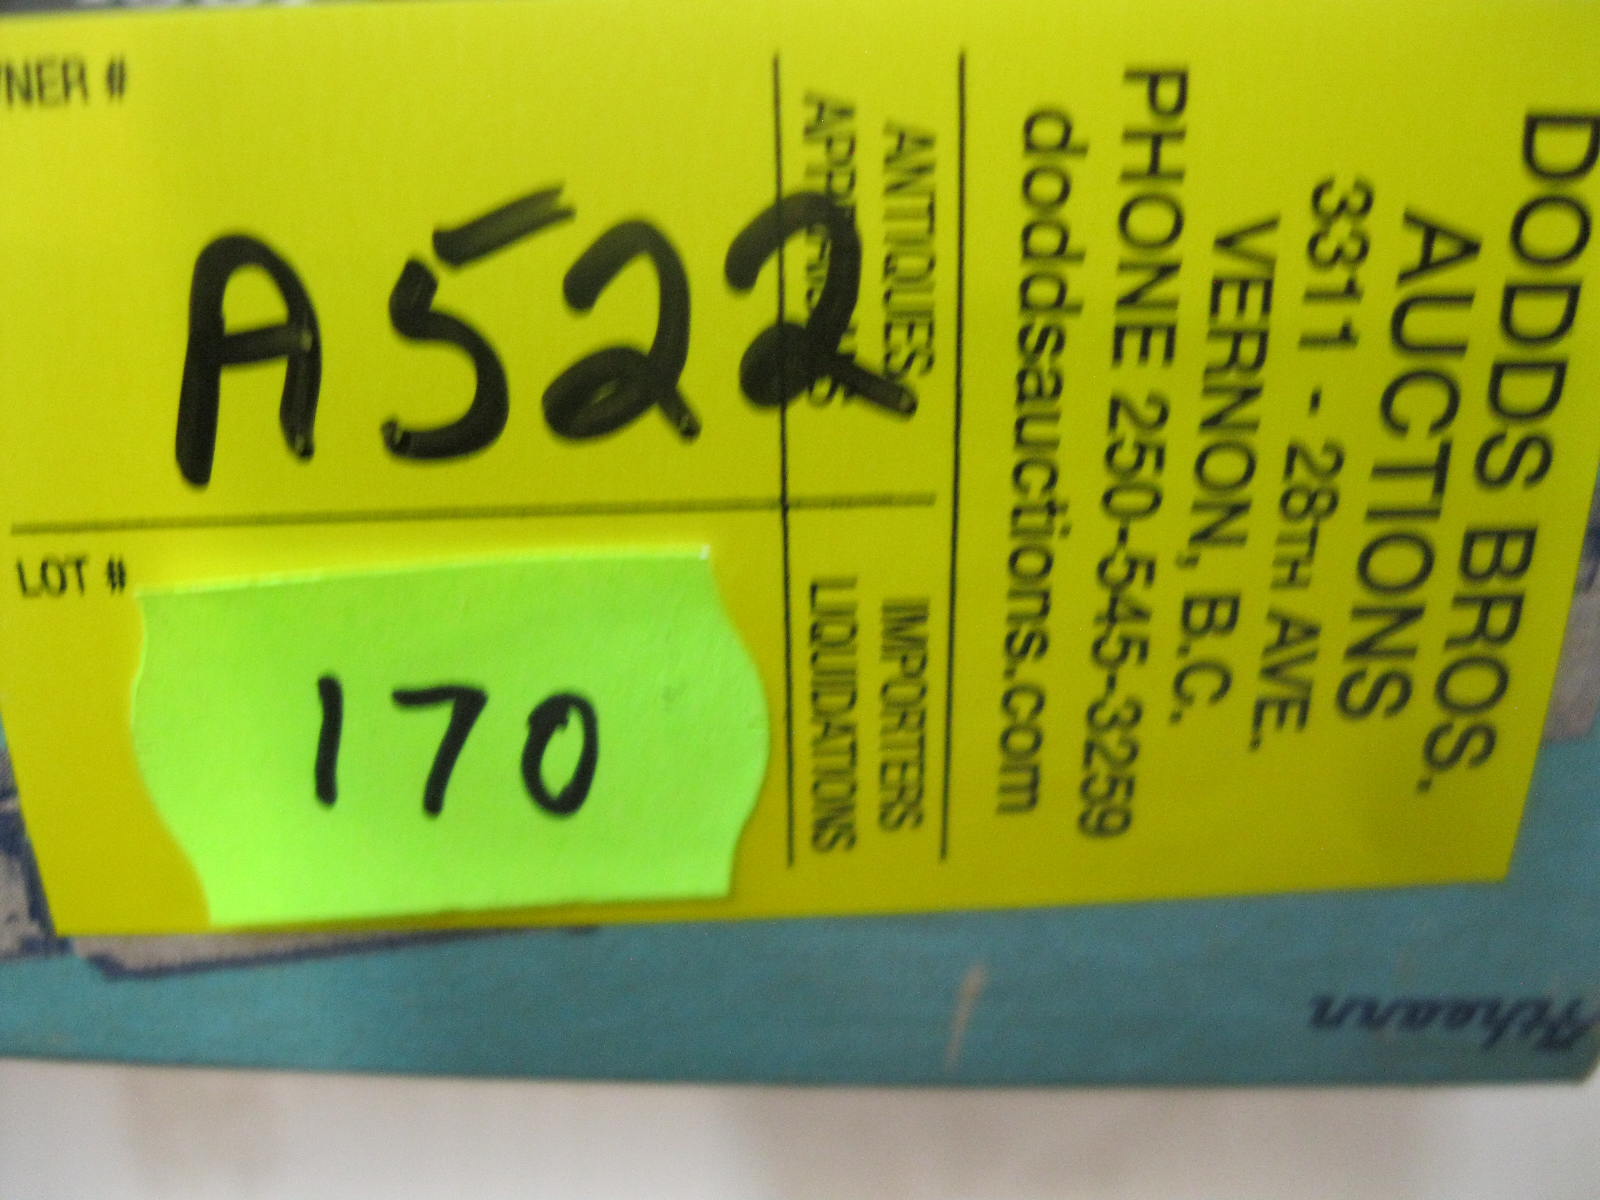 DODDS BROS.
AUCTIONS
3311 - 28TH AVE.
VERNON, B.C.
PHONE 250-545-3259
doddsauctions.com
ANTIQUES IMPORTERS
APPRAISALS LIQUIDATIONS
#
A522
LOT #
170